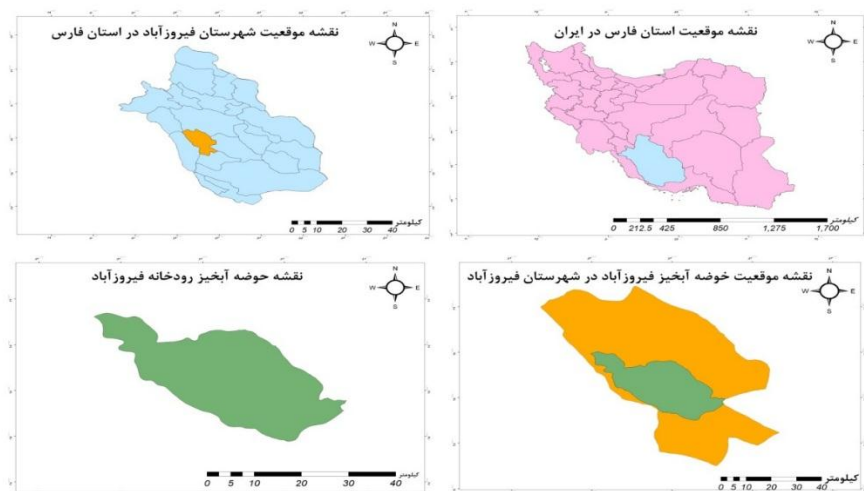 نقشه موقعیت استان فارس در ایران
N
W E
S
کیلومتر
0 212.5 425 850 1,275 1,700
نقشه موقعیت شهرستان فیروزآباد در استان فارس
N
W E
S
کیلومتر
0 5 10 20 30 40
نقشه موقعیت خوضه آبخیز فیروزآباد در شهرستان فیروزآباد
N
W E
S
کیلومتر
0 5 10 20 30 40
نقشه حوضه آبخیز رودخانه فیروزآباد
N
W E
S
کیلومتر
0 5 10 20 30 40